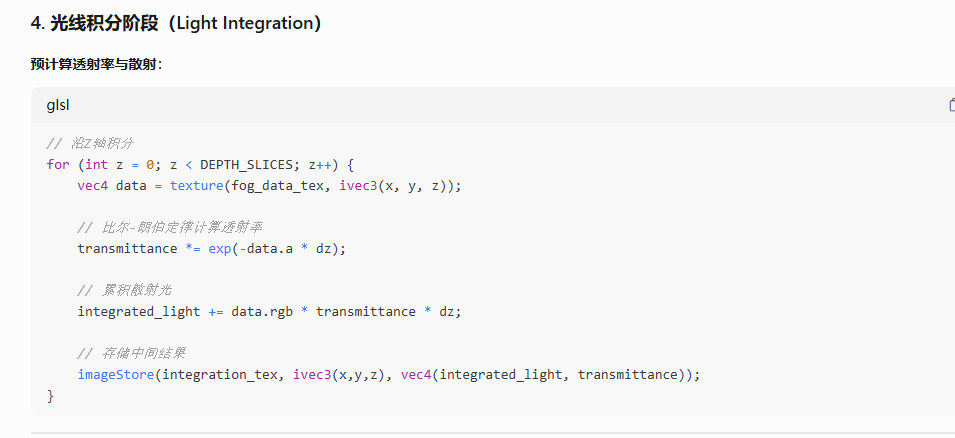 4. 光线积分阶段（Light Integration）
预计算透射率与散射：
glsl
// 沿Z轴积分
for (int z = 0; z < DEPTH_SLICES; z++) {
    vec4 data = texture(fog_data_tex, ivec3(x, y, z));
    // 比尔-朗伯定律计算透射率
    transmittance *= exp(-data.a * dz);
    // 累积散射光
    integrated_light += data.rgb * transmittance * dz;
    // 存储中间结果
    imageStore(integration_tex, ivec3(x,y,z), vec4(integrated_light, transmittance));
}